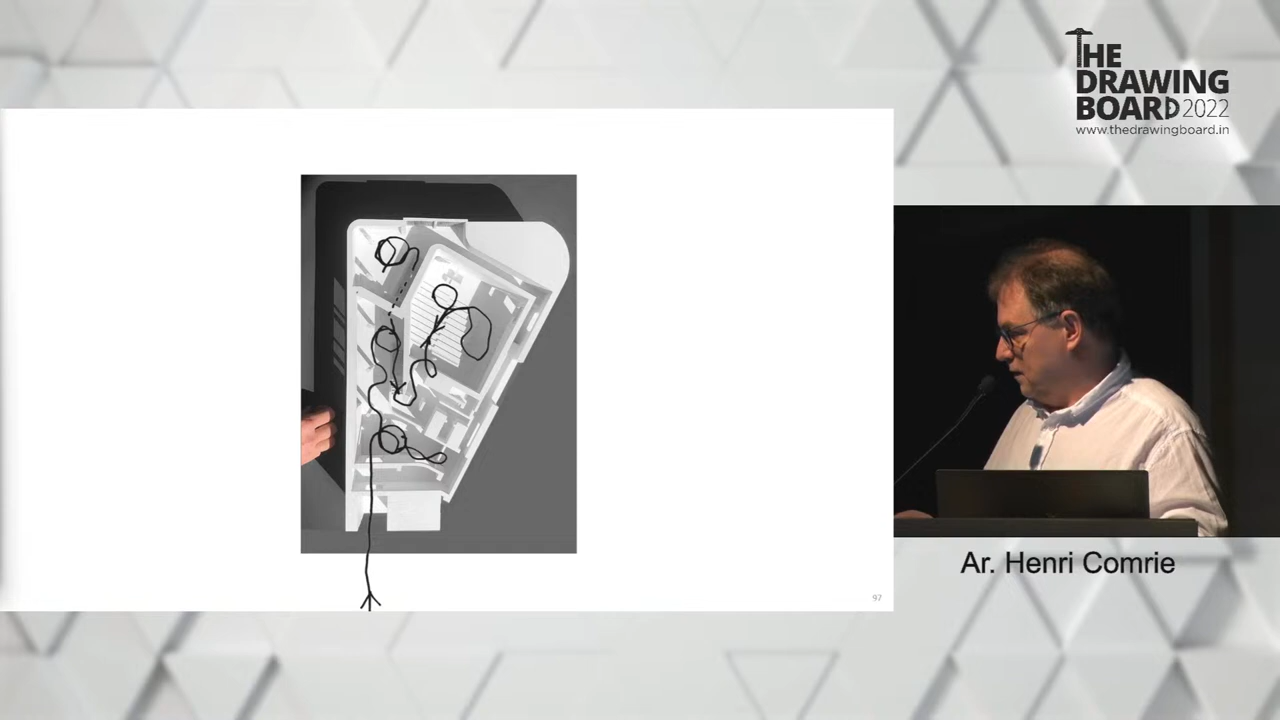 THE
DRAWING
BOARD 2022
www.thedrawingboard.in
Ar. Henri Comrie
97